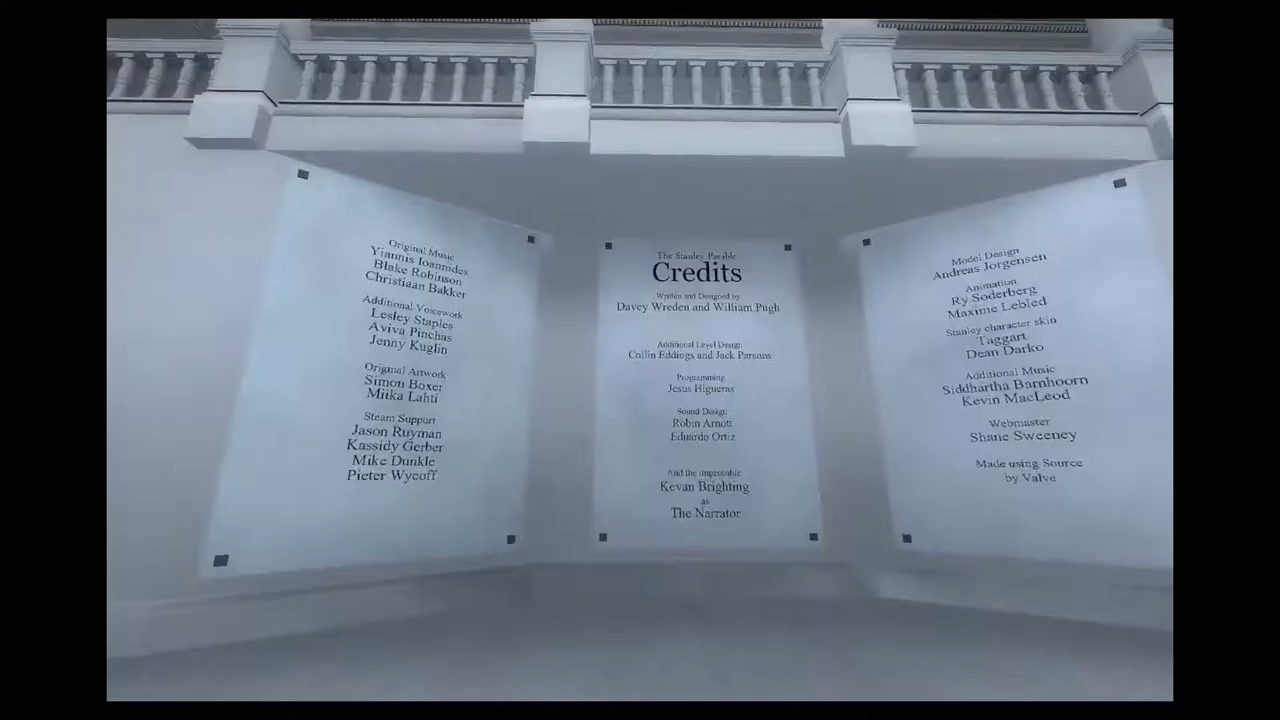 Original Music
Yiannis Ioannides
Blake Robinson
Christiaan Bakker
Additional Voicework
Lesley Staples
Aviva Pinchas
Jenny Kuglin
Original Artwork
Simon Boxer
Miika Lahti
Steam Support
Jason Ruyman
Kassidy Gerber
Mike Dunkle
Pieter Wycoff
The Stanley Parable
Credits
Written and Designed by
Davey Wreden and William Pugh
Additional Level Design
Collin Eddings and Jack Parsons
Programming
Jesus Higueras
Sound Design
Robin Arnott
Eduardo Ortiz
And the impeccable
Kevan Brighting
as
The Narrator
Model Design
Andreas Jorgensen
Animation
Ry Soderberg
Maxime Lebled
Stanley character skin
Taggart
Dean Darko
Additional Music
Siddhartha Barnhoorn
Kevin MacLeod
Webmaster
Shane Sweeney
Made using Source
by Valve